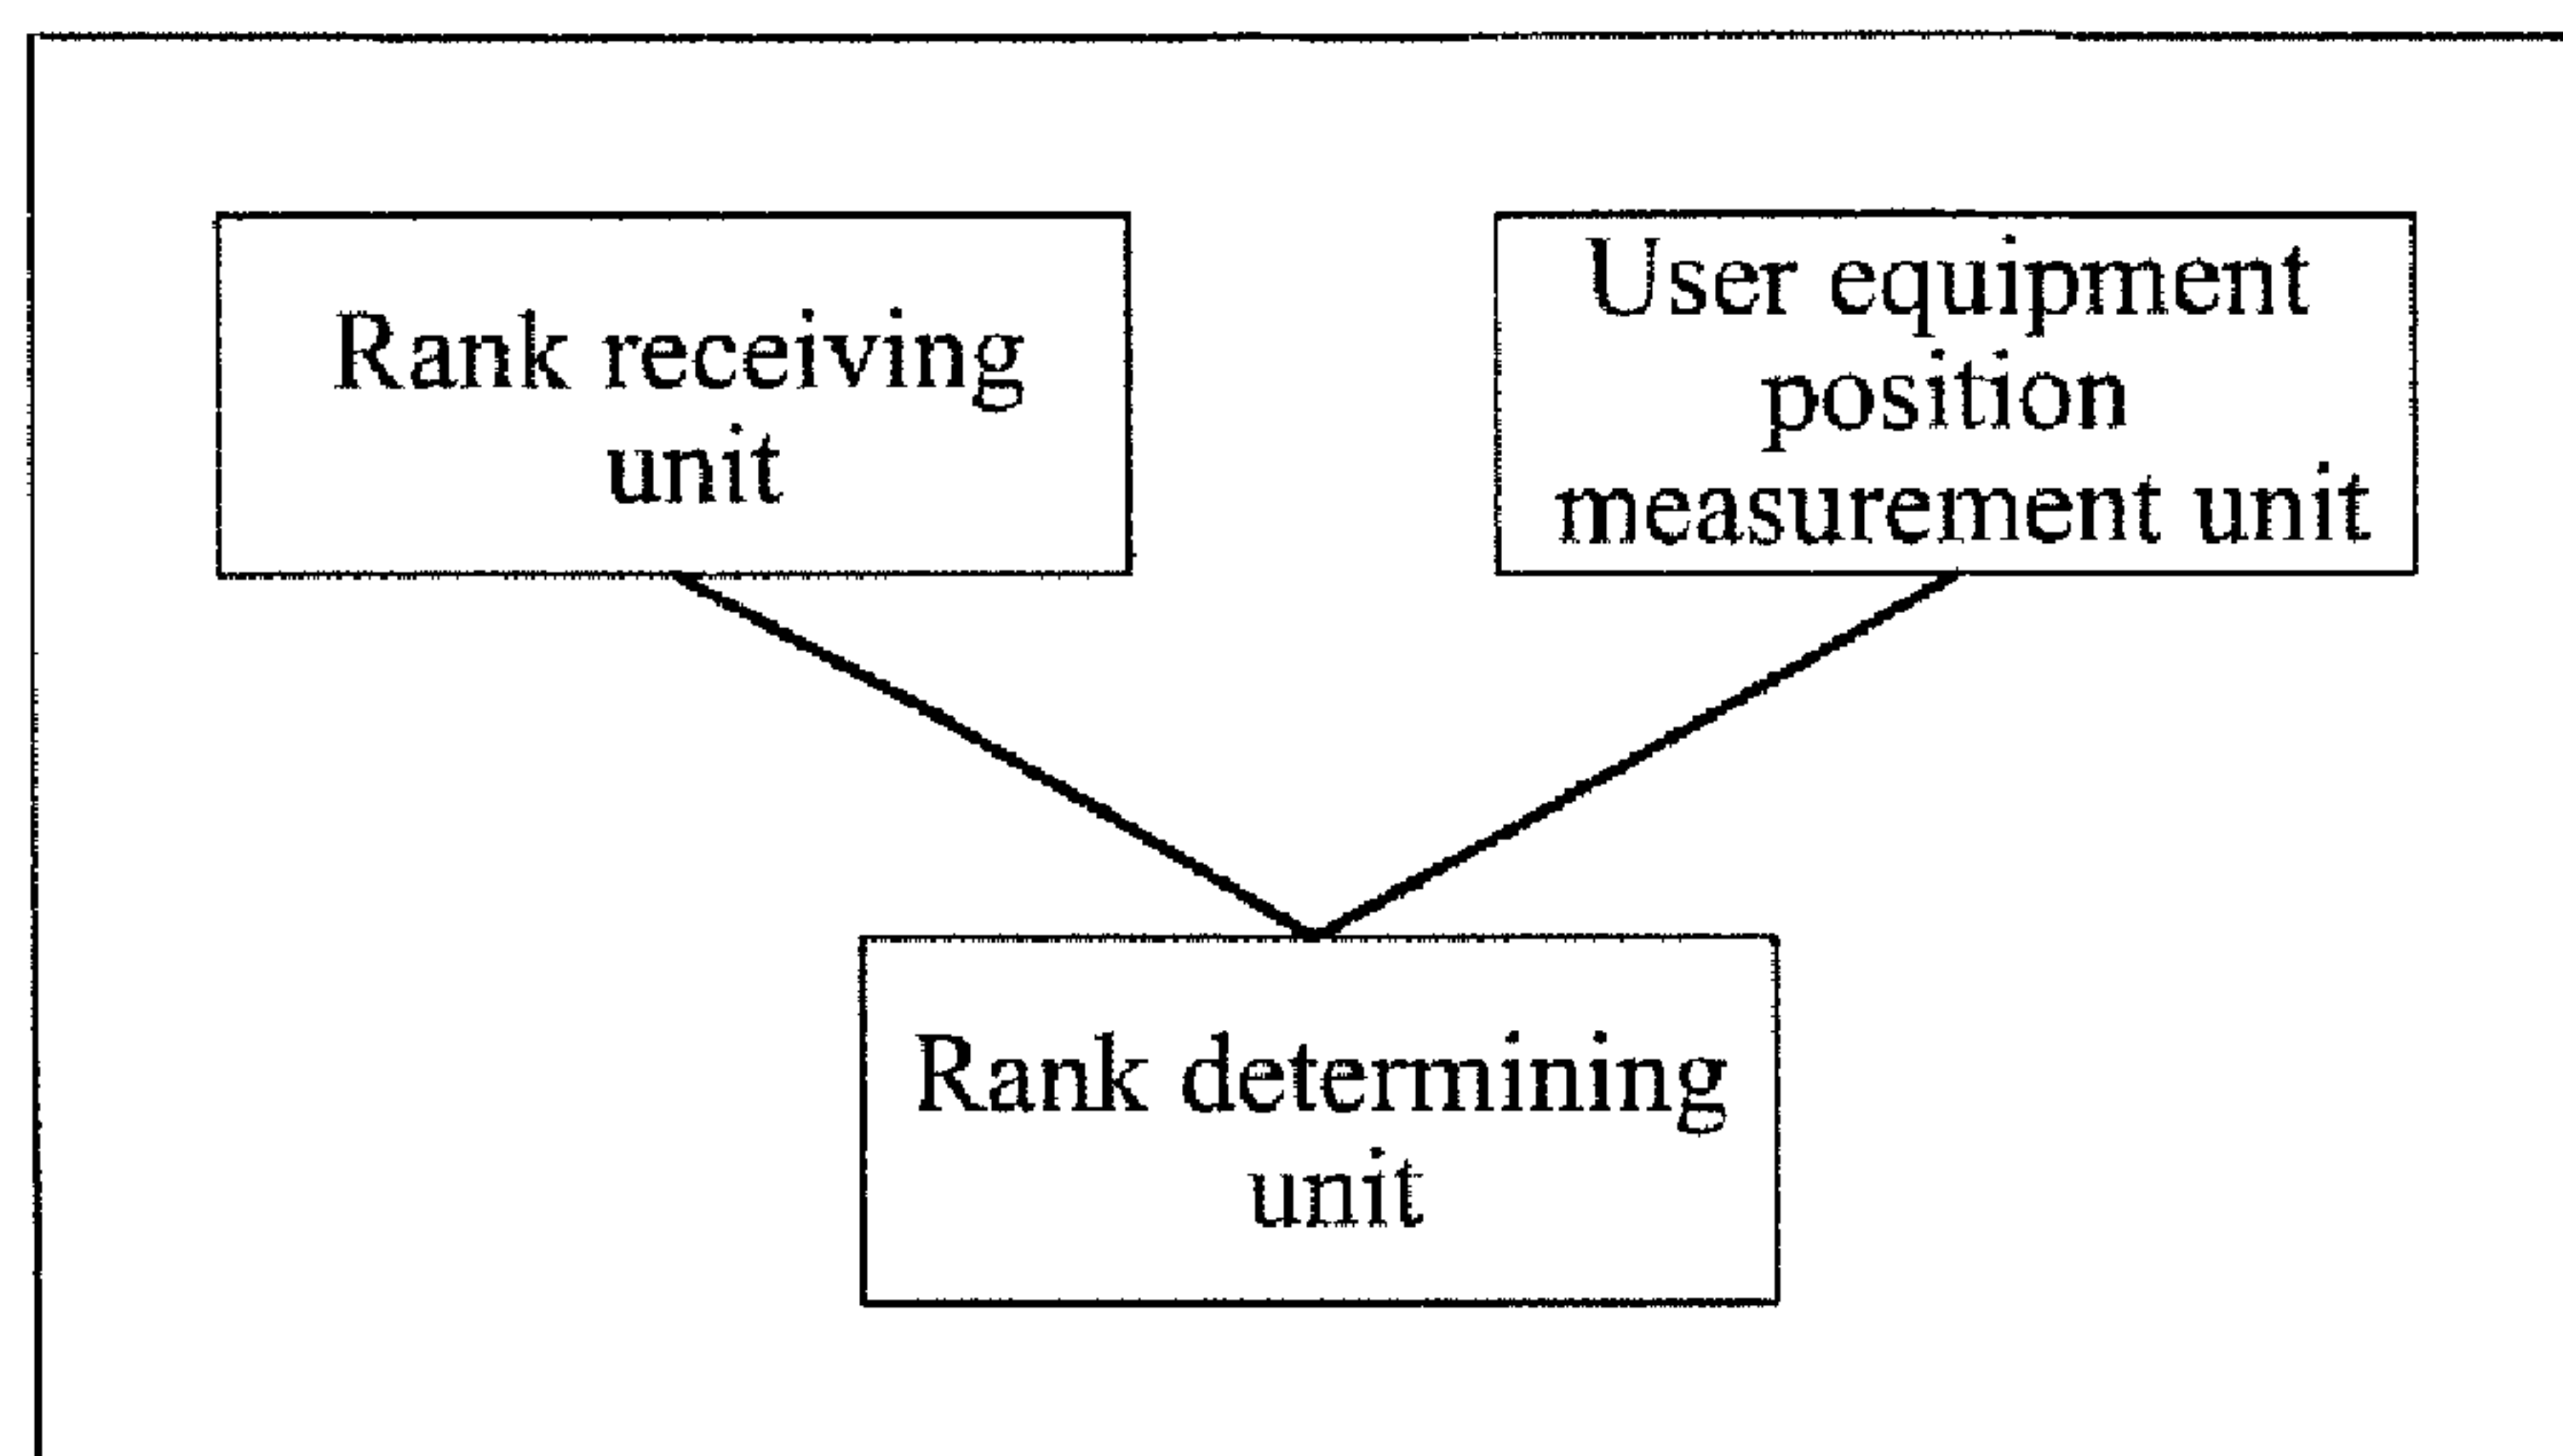 Rank receiving
unit
User equipment
position
measurement unit
Rank determining
unit